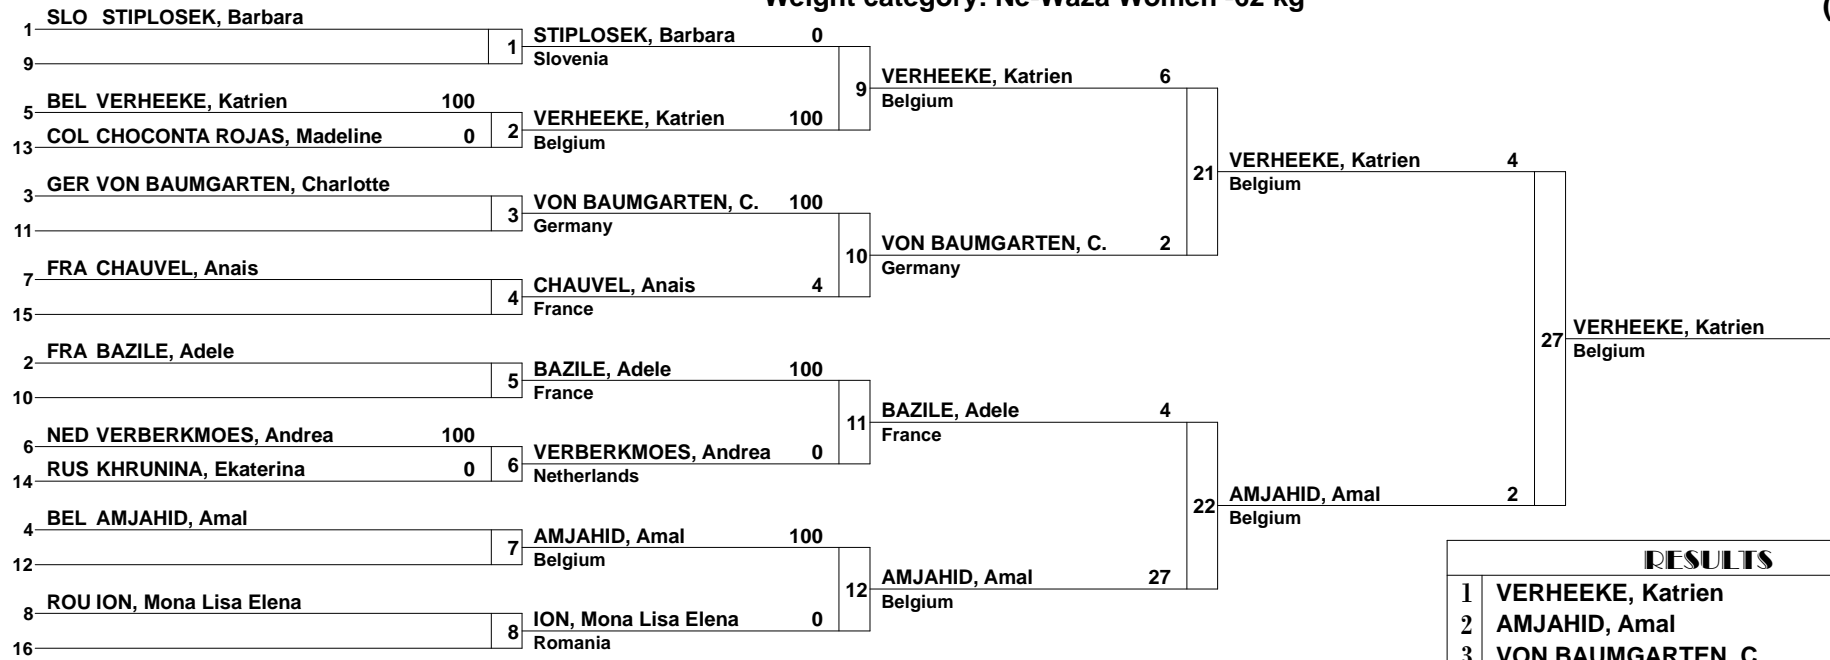 Weight category: Ne-Waza Women -62 kg
(
1 SLO STIPLOSEK, Barbara
9
1 STIPLOSEK, Barbara 0
Slovenia
5 BEL VERHEEKE, Katrien 100
13 COL CHOCONTA ROJAS, Madeline 0
2 VERHEEKE, Katrien 100
Belgium
9 VERHEEKE, Katrien 6
Belgium
3 GER VON BAUMGARTEN, Charlotte
11
3 VON BAUMGARTEN, C. 100
Germany
7 FRA CHAUVEL, Anais
15
4 CHAUVEL, Anais 4
France
10 VON BAUMGARTEN, C. 2
Germany
21 VERHEEKE, Katrien 4
Belgium
2 FRA BAZILE, Adele
10
5 BAZILE, Adele 100
France
6 NED VERBERKMOES, Andrea 100
14 RUS KHRUNINA, Ekaterina 0
6 VERBERKMOES, Andrea 0
Netherlands
11 BAZILE, Adele 4
France
4 BEL AMJAHID, Amal
12
7 AMJAHID, Amal 100
Belgium
8 ROU ION, Mona Lisa Elena
16
8 ION, Mona Lisa Elena 0
Romania
12 AMJAHID, Amal 27
Belgium
22 AMJAHID, Amal 2
Belgium
27 VERHEEKE, Katrien
Belgium
RESULTS
1 VERHEEKE, Katrien
2 AMJAHID, Amal
3 VON BAUMGARTEN, C.